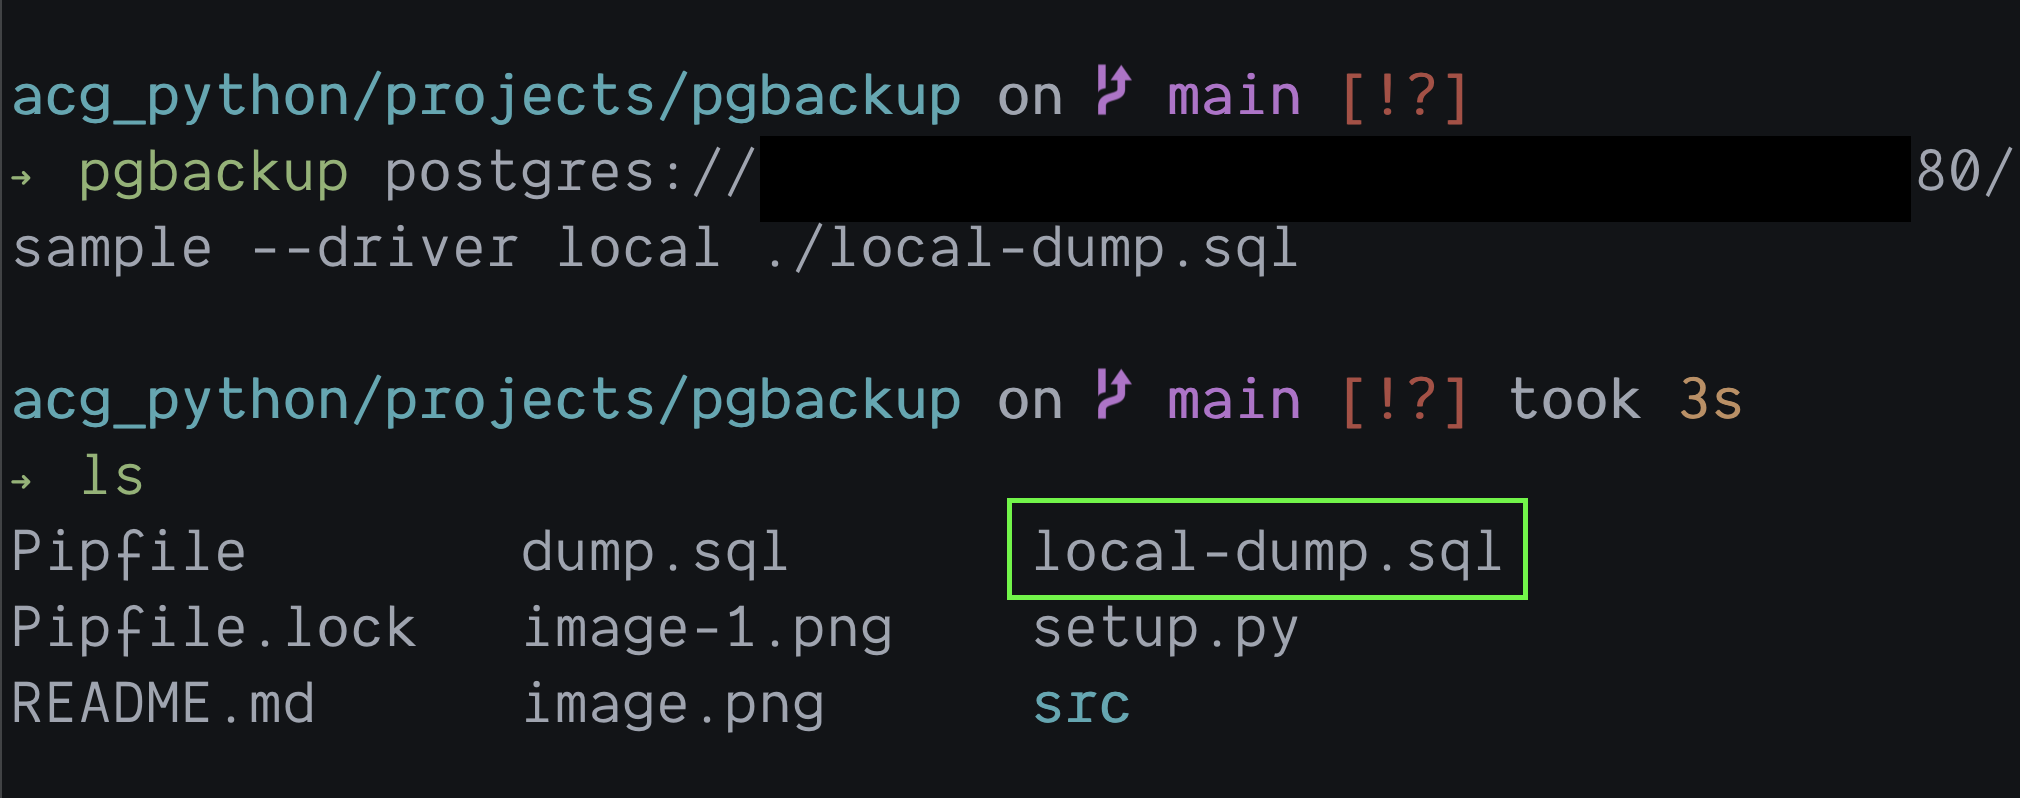 acg_python/projects/pgbackup on main [!?]
→ pgbackup postgres:// 80/
sample --driver local ./local-dump.sql
acg_python/projects/pgbackup on main [!?] took 3s
→ ls
Pipfile dump.sql local-dump.sql
Pipfile.lock image-1.png setup.py
README.md image.png src